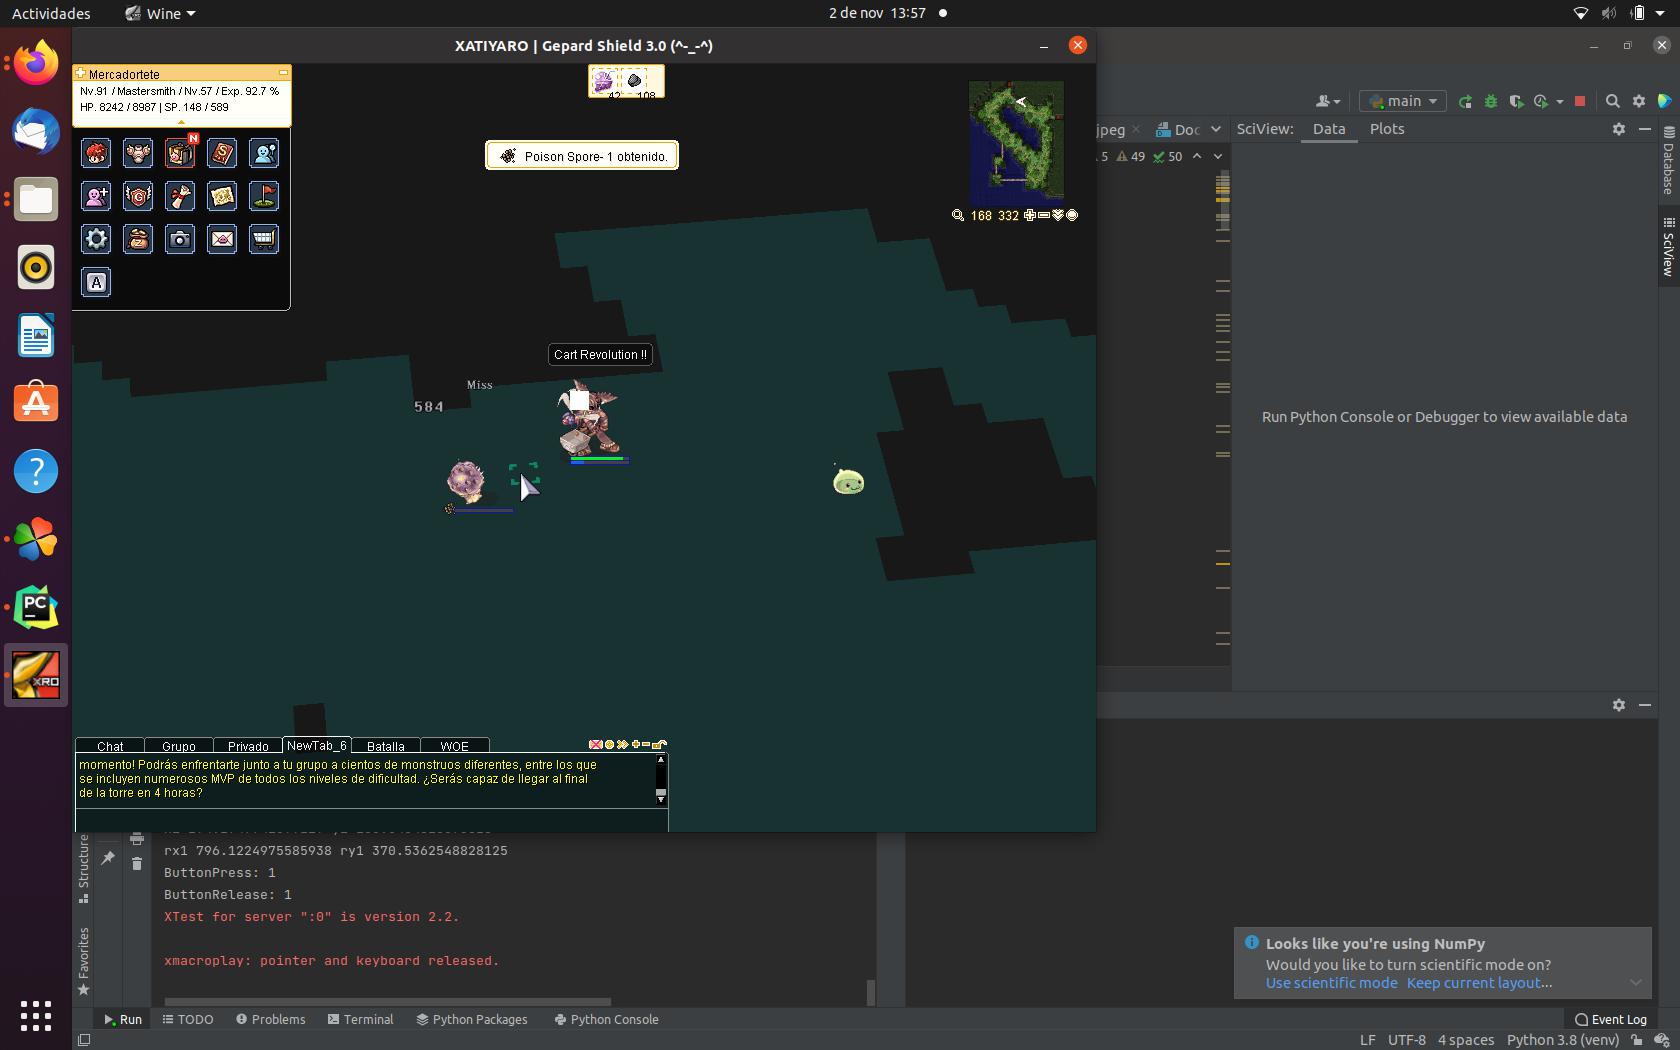 Actividades
Wine
2 de nov 13:57
XATIYARO | Gepard Shield 3.0 (^-_-^)
Mercadortete
Nv.91 / Mastersmith / Nv.57 / Exp. 92.7 %
HP. 8242 / 8987 | SP. 148 / 589
N
A
42
108
Poison Spore- 1 obtenido.
168 332
Cart Revolution !!
Miss
584
Chat
Grupo
Privado
NewTab_6
Batalla
WOE
momento! Podrás enfrentarte junto a tu grupo a cientos de monstruos diferentes, entre los que
se incluyen numerosos MVP de todos los niveles de dificultad. ¿Serás capaz de llegar al final
de la torre en 4 horas?
main
jpeg
Doc
SciView:
Data
Plots
5
49
50
Database
SciView
Run Python Console or Debugger to view available data
PC
XRO
Structure
Favorites
rx1 796.1224975585938 ry1 370.5362548828125
ButtonPress: 1
ButtonRelease: 1
XTest for server ":0" is version 2.2.
xmacroplay: pointer and keyboard released.
Looks like you're using NumPy
Would you like to turn scientific mode on?
Use scientific mode Keep current layout...
Run
TODO
Problems
Terminal
Python Packages
Python Console
Event Log
LF UTF-8 4 spaces Python 3.8 (venv)